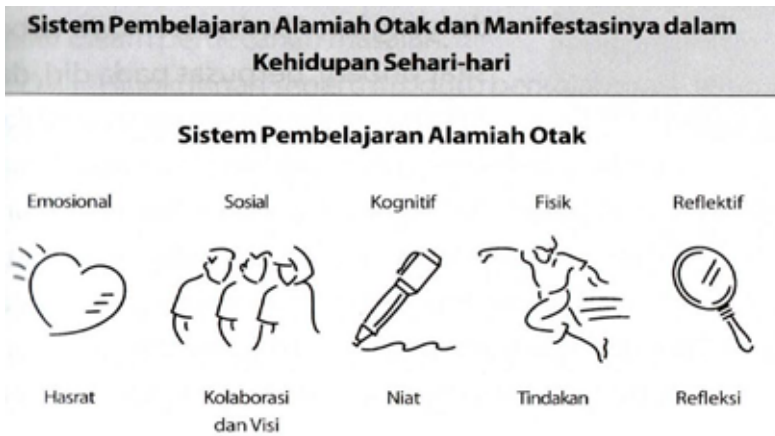 Sistem Pembelajaran Alamiah Otak dan Manifestasinya dalam
Kehidupan Sehari-hari
Sistem Pembelajaran Alamiah Otak
Emosional Sosial Kognitif Fisik Reflektif
Hasrat Kolaborasi Niat Tindakan Refleksi
dan Visi